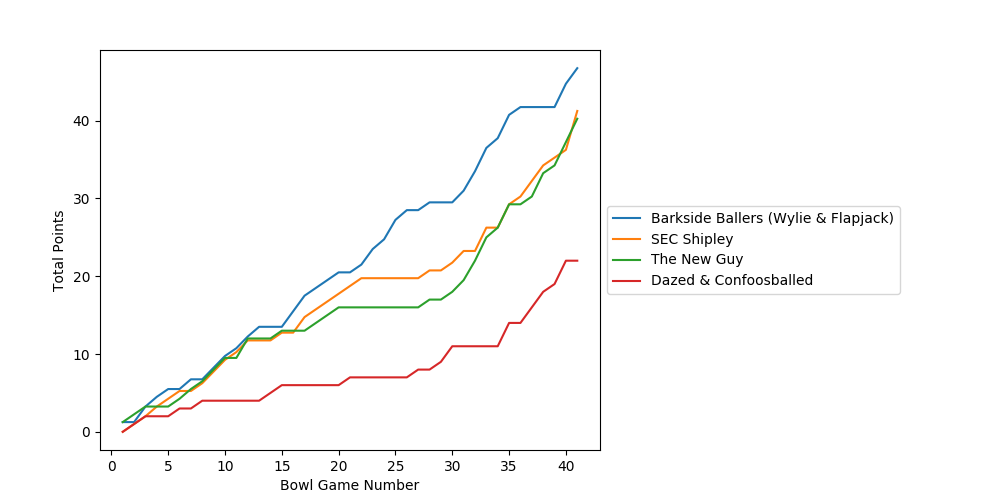 40
30
20
10
0
Total Points
0 5 10 15 20 25 30 35 40
Bowl Game Number
Barkside Ballers (Wylie & Flapjack)
SEC Shipley
The New Guy
Dazed & Confoosballed